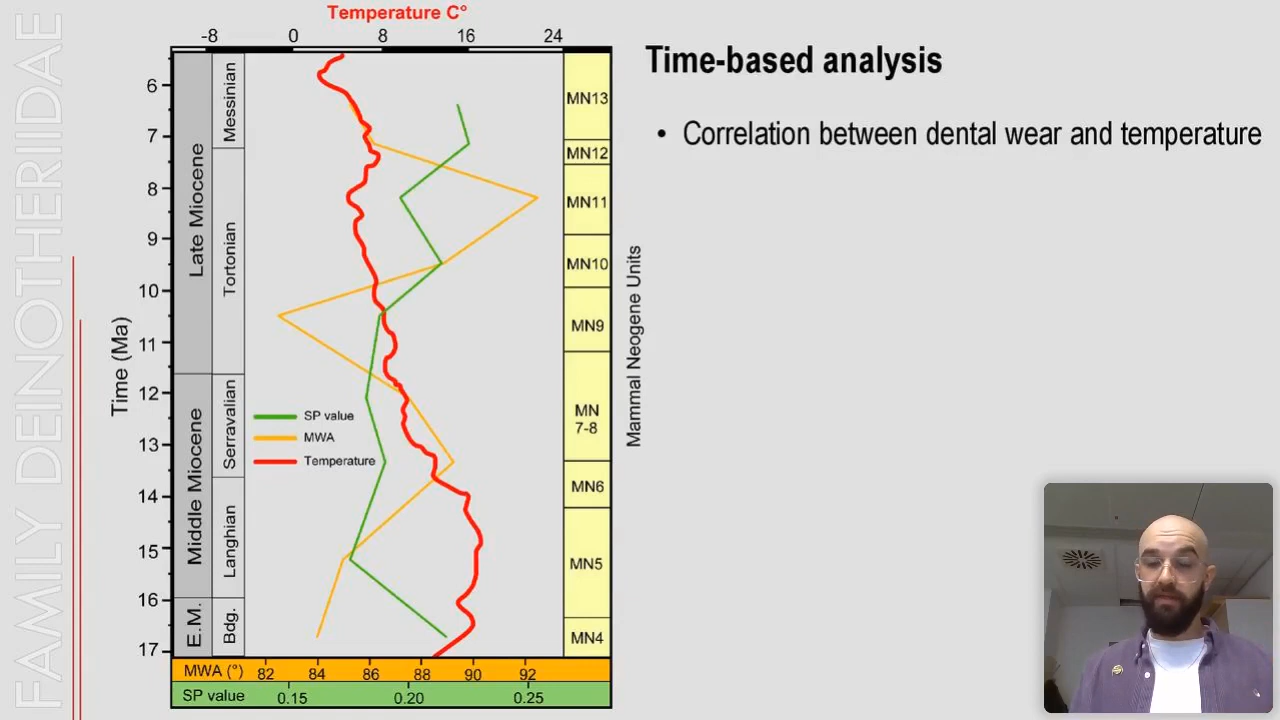 FAMILY DEINOTHERIIDAE
Temperature C°
-8 0 8 16 24
Time (Ma)
6
7
8
9
10
11
12
13
14
15
16
17
Late Miocene
Middle Miocene
E.M.
Messinian
Tortonian
Serravalian
Langhian
Bdg.
SP value
MWA
Temperature
MN13
MN12
MN11
MN10
MN9
MN
7-8
MN6
MN5
MN4
Mammal Neogene Units
MWA (°) 82 84 86 88 90 92
SP value 0.15 0.20 0.25
Time-based analysis
• Correlation between dental wear and temperature